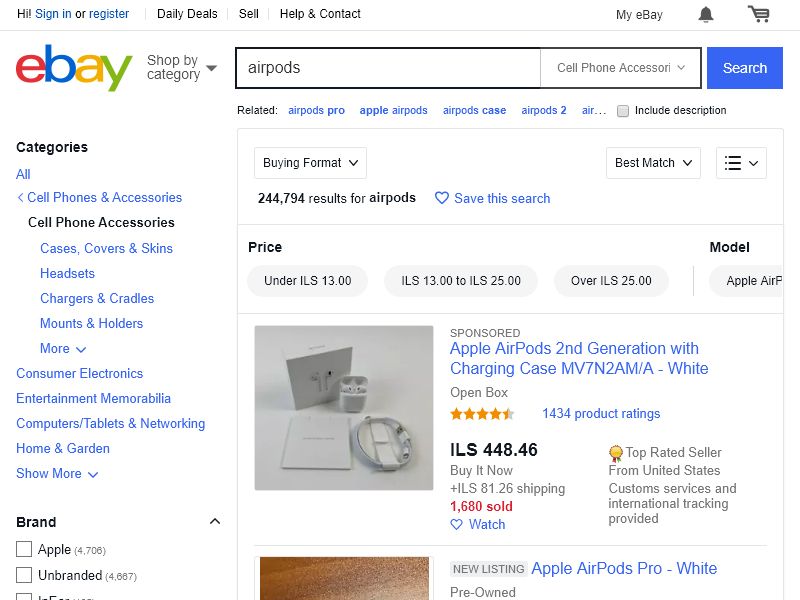 Hi! Sign in or register
Daily Deals
Sell
Help & Contact
My eBay
ebay
Shop by
category
airpods
Cell Phone Accessori
Search
Related: airpods pro apple airpods airpods case airpods 2 air...
Include description
Categories
All
Cell Phones & Accessories
Cell Phone Accessories
Cases, Covers & Skins
Headsets
Chargers & Cradles
Mounts & Holders
More
Consumer Electronics
Entertainment Memorabilia
Computers/Tablets & Networking
Home & Garden
Show More
Brand
Apple (4,706)
Unbranded (4,667)
Buying Format
Best Match
244,794 results for airpods
Save this search
Price
Model
Under ILS 13.00
ILS 13.00 to ILS 25.00
Over ILS 25.00
Apple AirP
SPONSORED
Apple AirPods 2nd Generation with
Charging Case MV7N2AM/A - White
Open Box
1434 product ratings
ILS 448.46
Buy It Now
+ILS 81.26 shipping
1,680 sold
Watch
Top Rated Seller
From United States
Customs services and
international tracking
provided
NEW LISTING Apple AirPods Pro - White
Pre-Owned